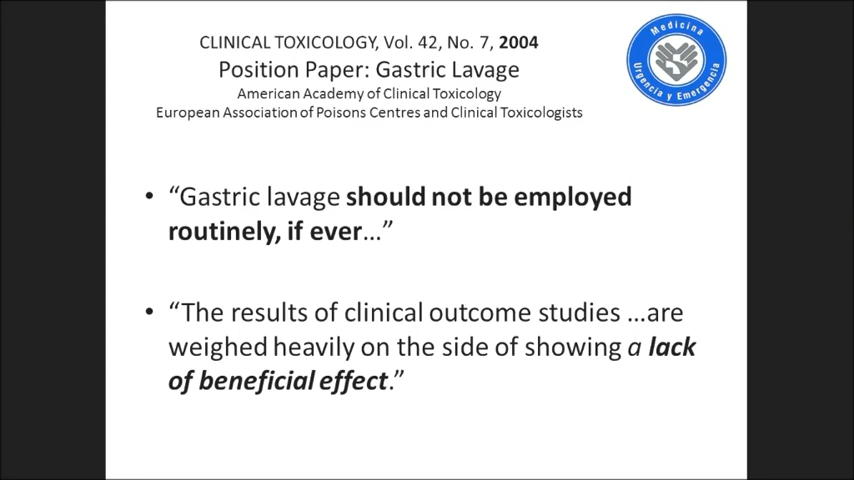 CLINICAL TOXICOLOGY, Vol. 42, No. 7, 2004
Position Paper: Gastric Lavage
American Academy of Clinical Toxicology
European Association of Poisons Centres and Clinical Toxicologists
Medicina
Urgencia y Emergencia
• “Gastric lavage should not be employed
routinely, if ever…”
• “The results of clinical outcome studies …are
weighed heavily on the side of showing a lack
of beneficial effect.”